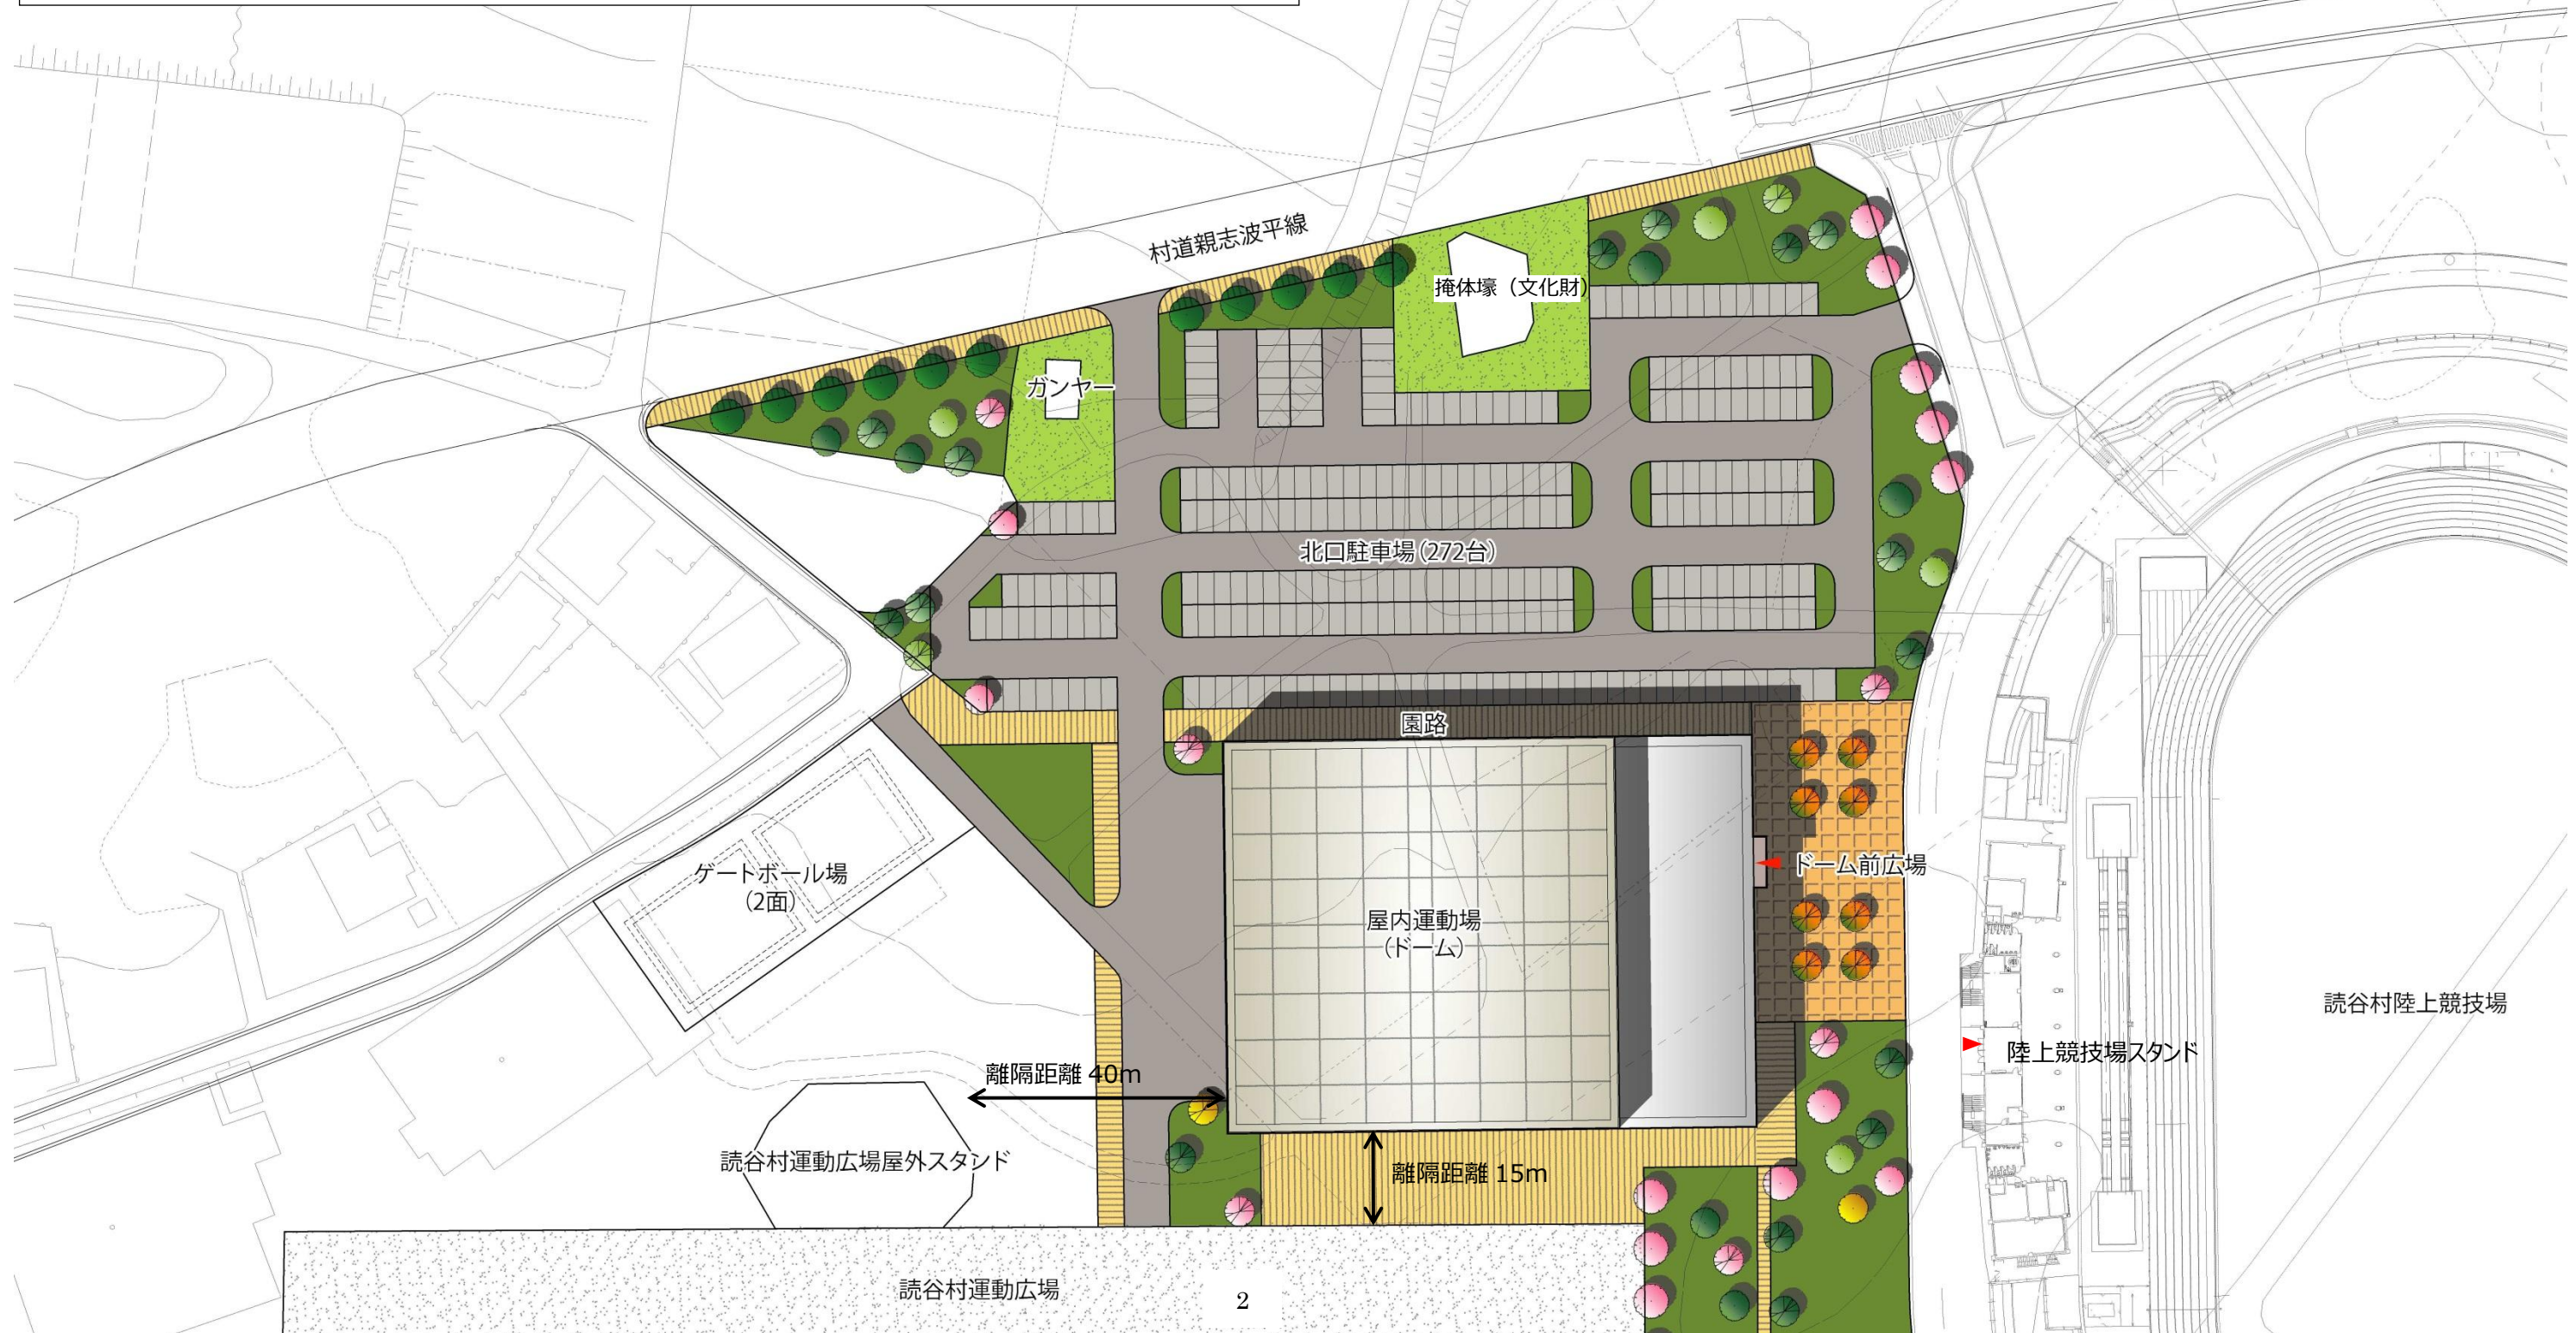 村道親志波平線
掩体壕（文化財）
ガンヤー
北口駐車場（272台）
園路
ドーム前広場
ゲートボール場
（2面）
屋内運動場
（ドーム）
読谷村陸上競技場
陸上競技場スタンド
離隔距離 40m
読谷村運動広場屋外スタンド
離隔距離 15m
読谷村運動広場
2